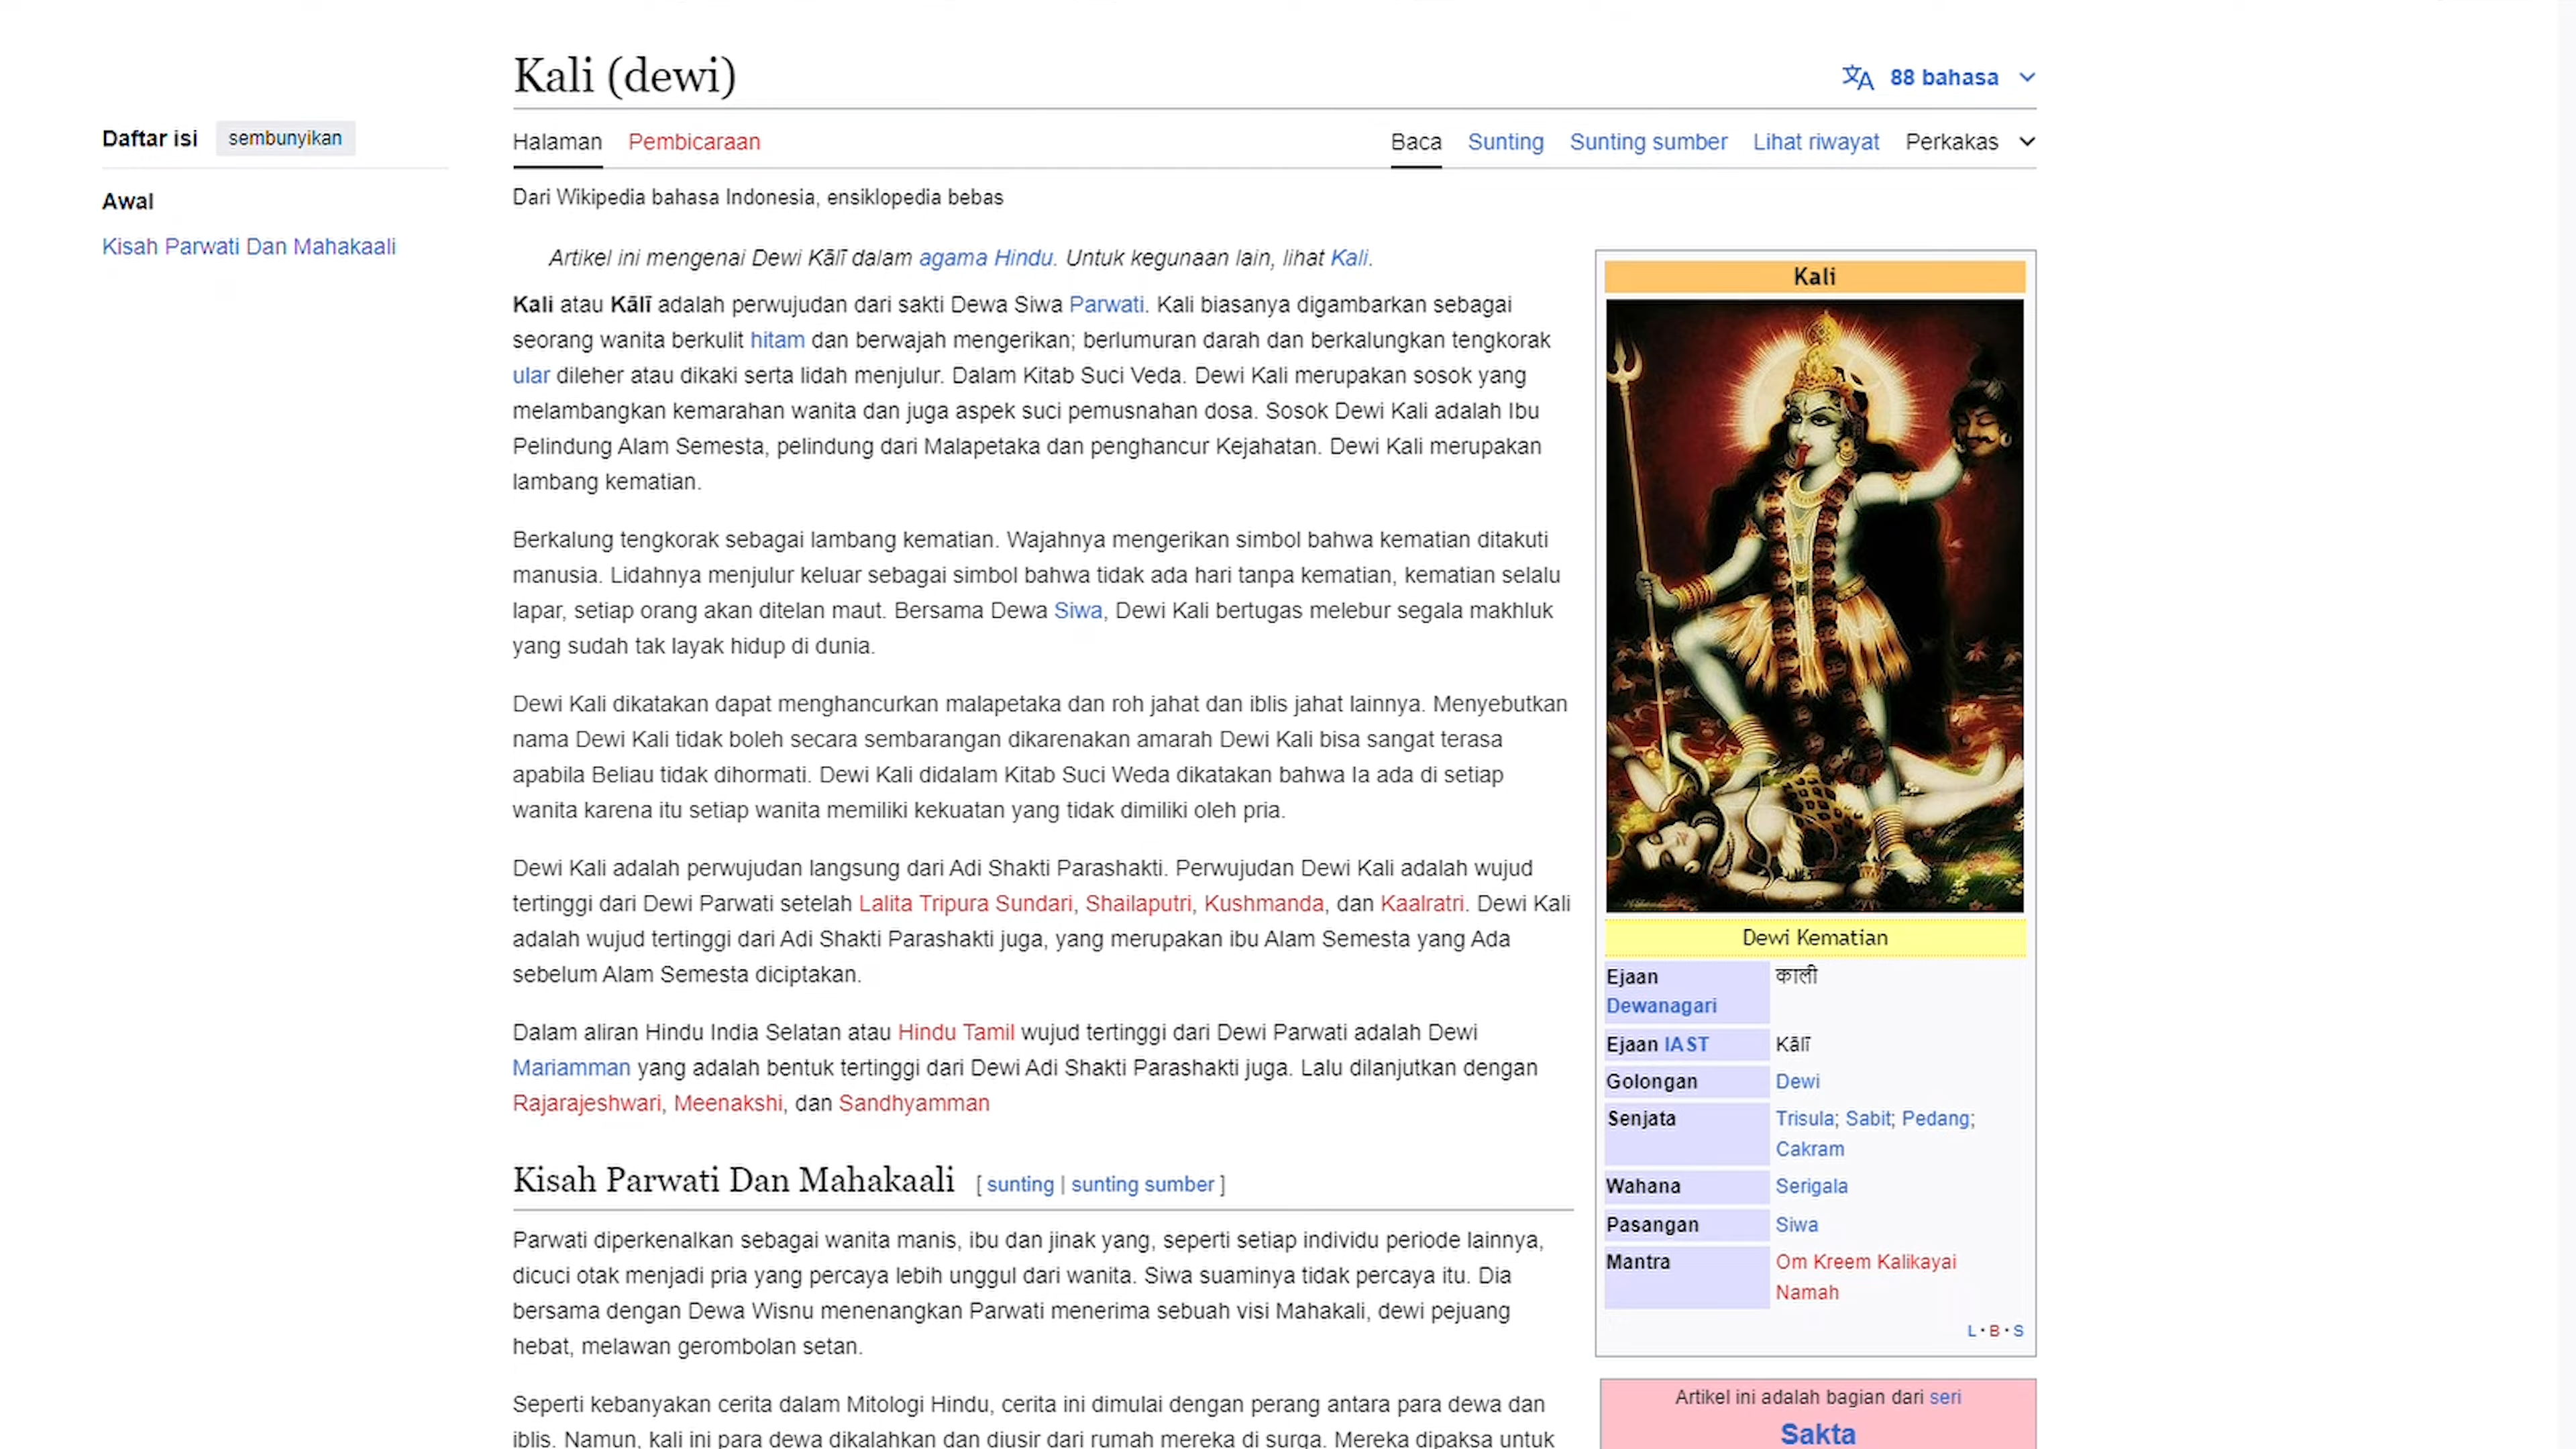 Kali (dewi)
88 bahasa
Daftar isi sembunyikan
Halaman Pembicaraan
Baca Sunting Sunting sumber Lihat riwayat Perkakas
Awal
Kisah Parwati Dan Mahakaali
Dari Wikipedia bahasa Indonesia, ensiklopedia bebas
Artikel ini mengenai Dewi Kālī dalam agama Hindu. Untuk kegunaan lain, lihat Kali.
Kali atau Kālī adalah perwujudan dari sakti Dewa Siwa Parwati. Kali biasanya digambarkan sebagai
seorang wanita berkulit hitam dan berwajah mengerikan; berlumuran darah dan berkalungkan tengkorak
ular dileher atau dikaki serta lidah menjulur. Dalam Kitab Suci Veda. Dewi Kali merupakan sosok yang
melambangkan kemarahan wanita dan juga aspek suci pemusnahan dosa. Sosok Dewi Kali adalah Ibu
Pelindung Alam Semesta, pelindung dari Malapetaka dan penghancur Kejahatan. Dewi Kali merupakan
lambang kematian.
Berkalung tengkorak sebagai lambang kematian. Wajahnya mengerikan simbol bahwa kematian ditakuti
manusia. Lidahnya menjulur keluar sebagai simbol bahwa tidak ada hari tanpa kematian, kematian selalu
lapar, setiap orang akan ditelan maut. Bersama Dewa Siwa, Dewi Kali bertugas melebur segala makhluk
yang sudah tak layak hidup di dunia.
Dewi Kali dikatakan dapat menghancurkan malapetaka dan roh jahat dan iblis jahat lainnya. Menyebutkan
nama Dewi Kali tidak boleh secara sembarangan dikarenakan amarah Dewi Kali bisa sangat terasa
apabila Beliau tidak dihormati. Dewi Kali didalam Kitab Suci Weda dikatakan bahwa Ia ada di setiap
wanita karena itu setiap wanita memiliki kekuatan yang tidak dimiliki oleh pria.
Dewi Kali adalah perwujudan langsung dari Adi Shakti Parashakti. Perwujudan Dewi Kali adalah wujud
tertinggi dari Dewi Parwati setelah Lalita Tripura Sundari, Shailaputri, Kushmanda, dan Kaalratri. Dewi Kali
adalah wujud tertinggi dari Adi Shakti Parashakti juga, yang merupakan ibu Alam Semesta yang Ada
sebelum Alam Semesta diciptakan.
Dalam aliran Hindu India Selatan atau Hindu Tamil wujud tertinggi dari Dewi Parwati adalah Dewi
Mariamman yang adalah bentuk tertinggi dari Dewi Adi Shakti Parashakti juga. Lalu dilanjutkan dengan
Rajarajeshwari, Meenakshi, dan Sandhyamman
Kisah Parwati Dan Mahakaali [ sunting | sunting sumber ]
Parwati diperkenalkan sebagai wanita manis, ibu dan jinak yang, seperti setiap individu periode lainnya,
dicuci otak menjadi pria yang percaya lebih unggul dari wanita. Siwa suaminya tidak percaya itu. Dia
bersama dengan Dewa Wisnu menenangkan Parwati menerima sebuah visi Mahakali, dewi pejuang
hebat, melawan gerombolan setan.
Seperti kebanyakan cerita dalam Mitologi Hindu, cerita ini dimulai dengan perang antara para dewa dan
iblis. Namun, kali ini para dewa dikalahkan dan diusir dari rumah mereka di surga. Mereka dipaksa untuk
Kali
Dewi Kematian
Ejaan काली
Dewanagari
Ejaan IAST Kālī
Golongan Dewi
Senjata Trisula; Sabit; Pedang;
Cakram
Wahana Serigala
Pasangan Siwa
Mantra Om Kreem Kalikayai
Namah
L • B • S
Artikel ini adalah bagian dari seri
Sakta